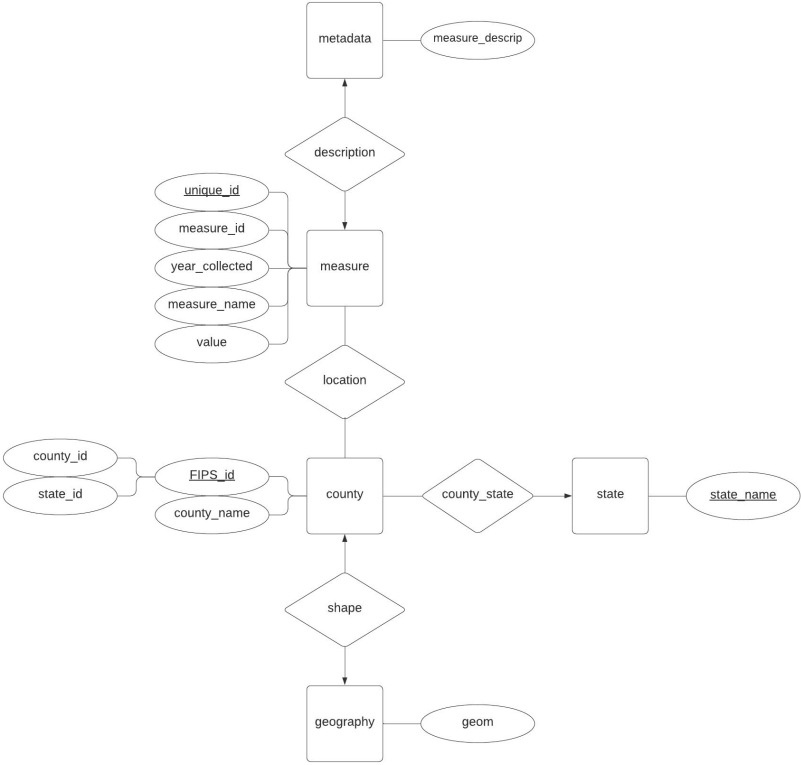 metadata
measure_descrip
description
unique_id
measure_id
year_collected
measure_name
value
measure
location
county_id
state_id
FIPS_id
county_name
county
county_state
state
state_name
shape
geography
geom